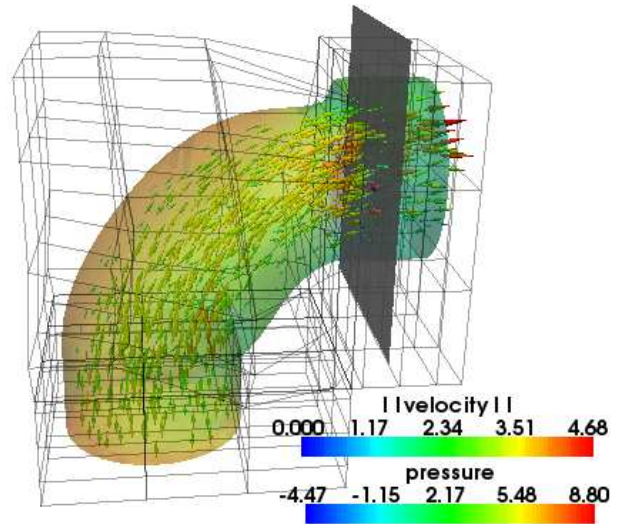 ||velocity||
0.000 1.17 2.34 3.51 4.68
pressure
-4.47 -1.15 2.17 5.48 8.80